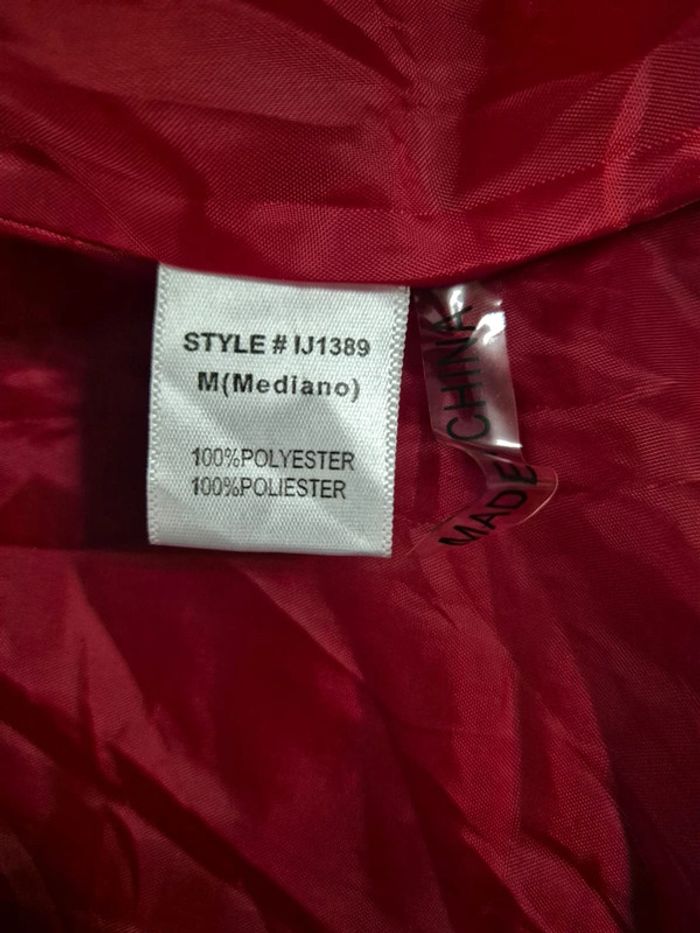 STYLE # IJ1389
M(Mediano)
100%POLYESTER
100%POLIESTER
MADE
CHINA